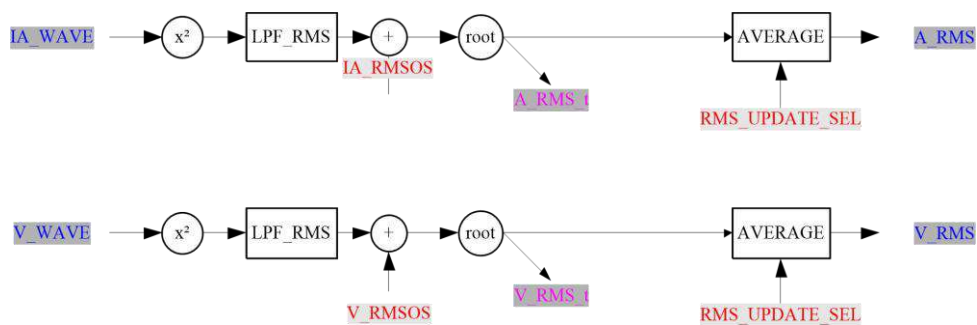 IA_WAVE x² LPF_RMS + root AVERAGE A_RMS
IA_RMSOS
A_RMS_t
RMS_UPDATE_SEL
V_WAVE x² LPF_RMS + root AVERAGE V_RMS
V_RMS_t
V_RMSOS RMS_UPDATE_SEL